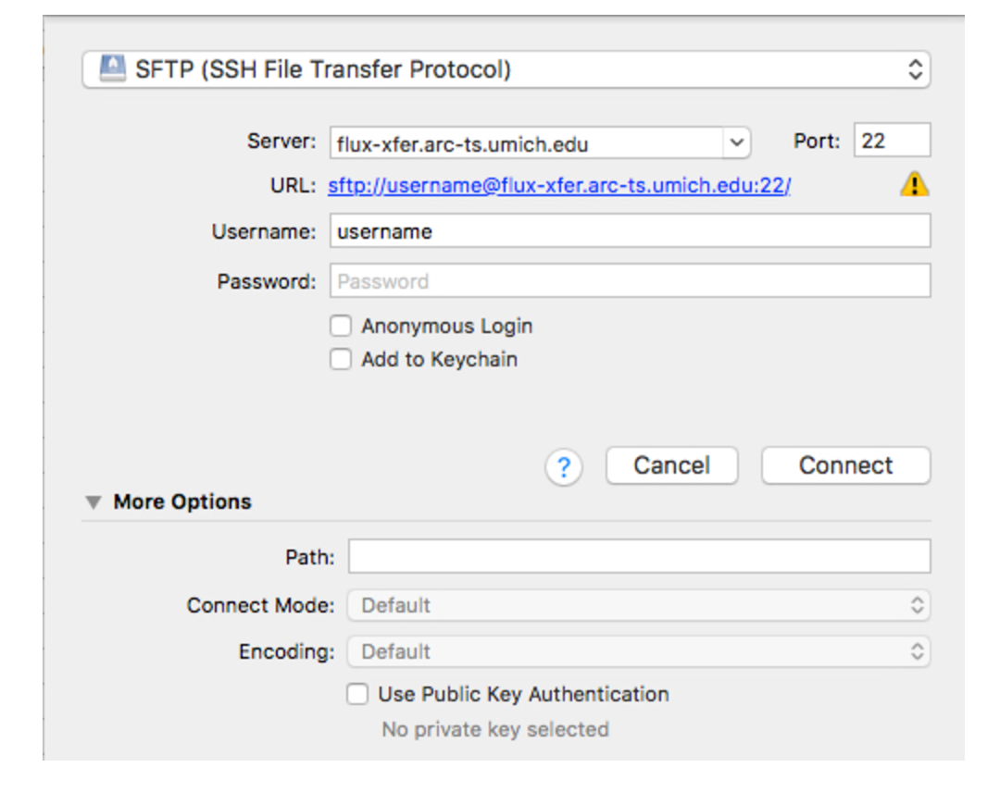 SFTP (SSH File Transfer Protocol)
Server: flux-xfer.arc-ts.umich.edu Port: 22
URL: sftp://username@flux-xfer.arc-ts.umich.edu:22/
Username: username
Password: Password
Anonymous Login
Add to Keychain
? Cancel Connect
More Options
Path:
Connect Mode: Default
Encoding: Default
Use Public Key Authentication
No private key selected